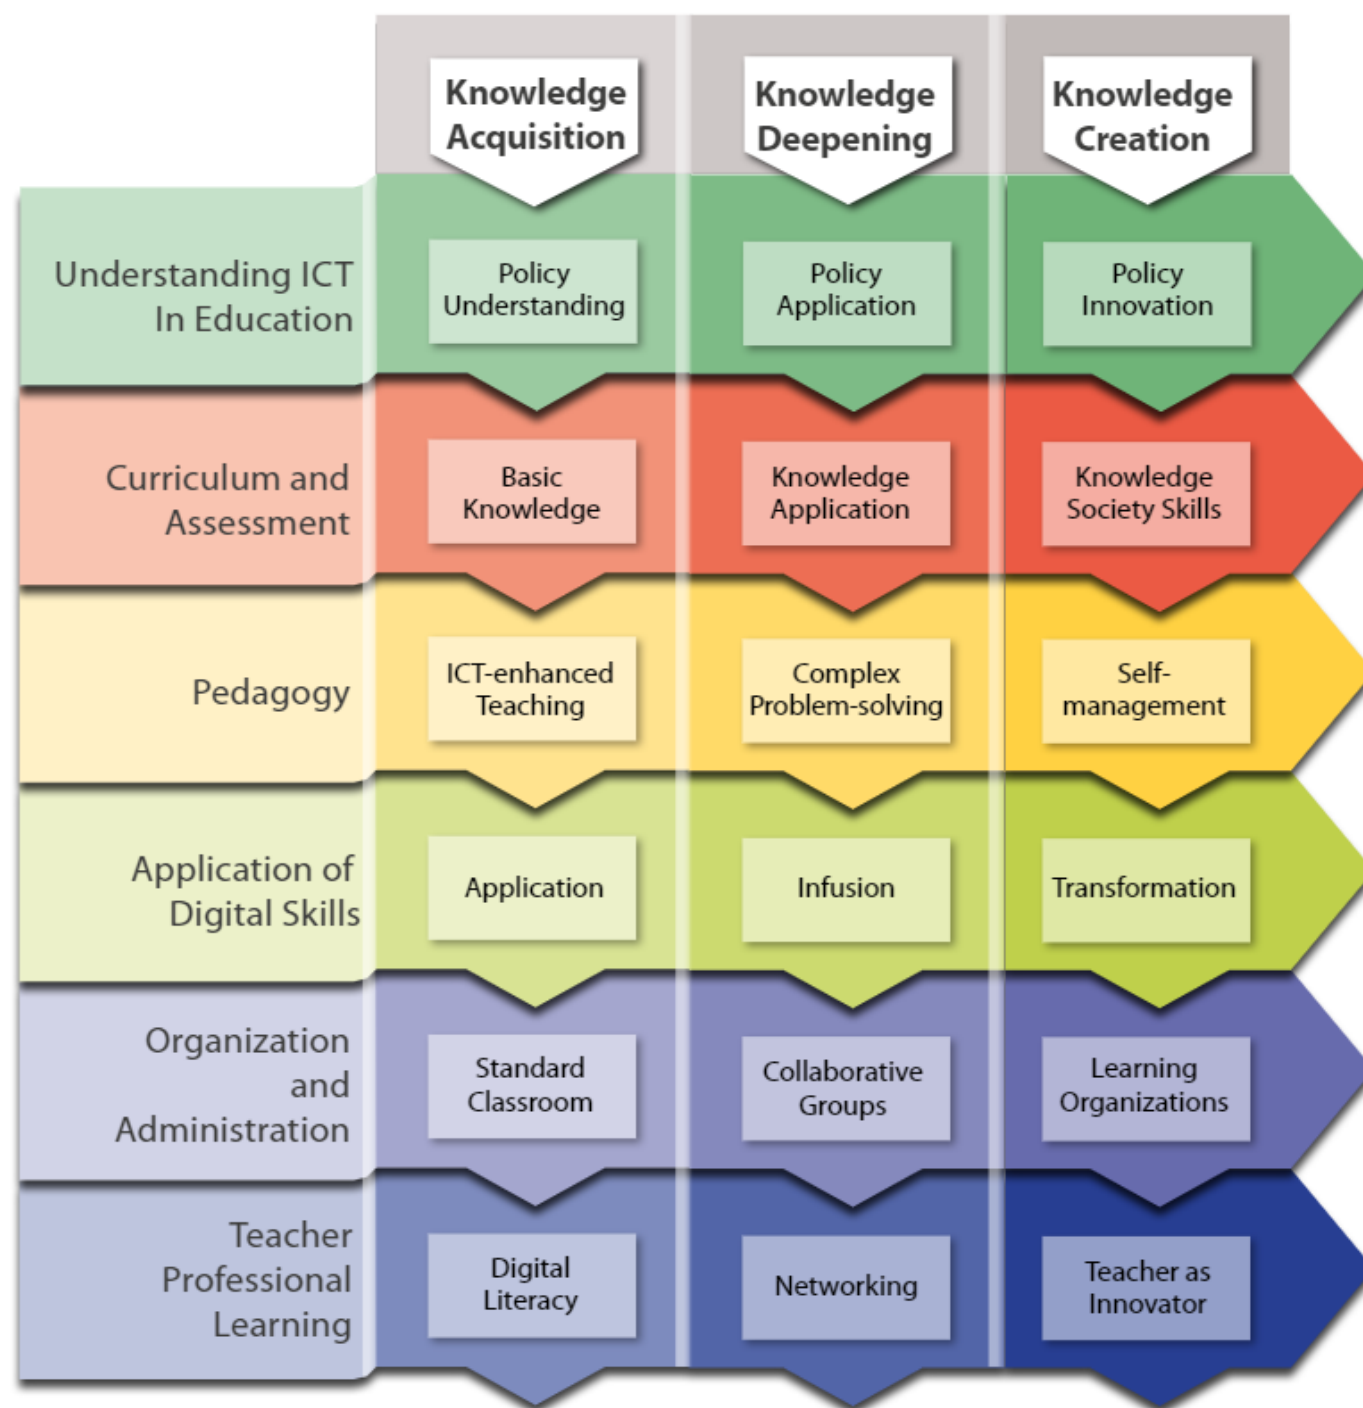 Knowledge
Acquisition
Knowledge
Deepening
Knowledge
Creation
Understanding ICT
In Education
Policy
Understanding
Policy
Application
Policy
Innovation
Curriculum and
Assessment
Basic
Knowledge
Knowledge
Application
Knowledge
Society Skills
Pedagogy
ICT-enhanced
Teaching
Complex
Problem-solving
Self-
management
Application of
Digital Skills
Application
Infusion
Transformation
Organization
and
Administration
Standard
Classroom
Collaborative
Groups
Learning
Organizations
Teacher
Professional
Learning
Digital
Literacy
Networking
Teacher as
Innovator